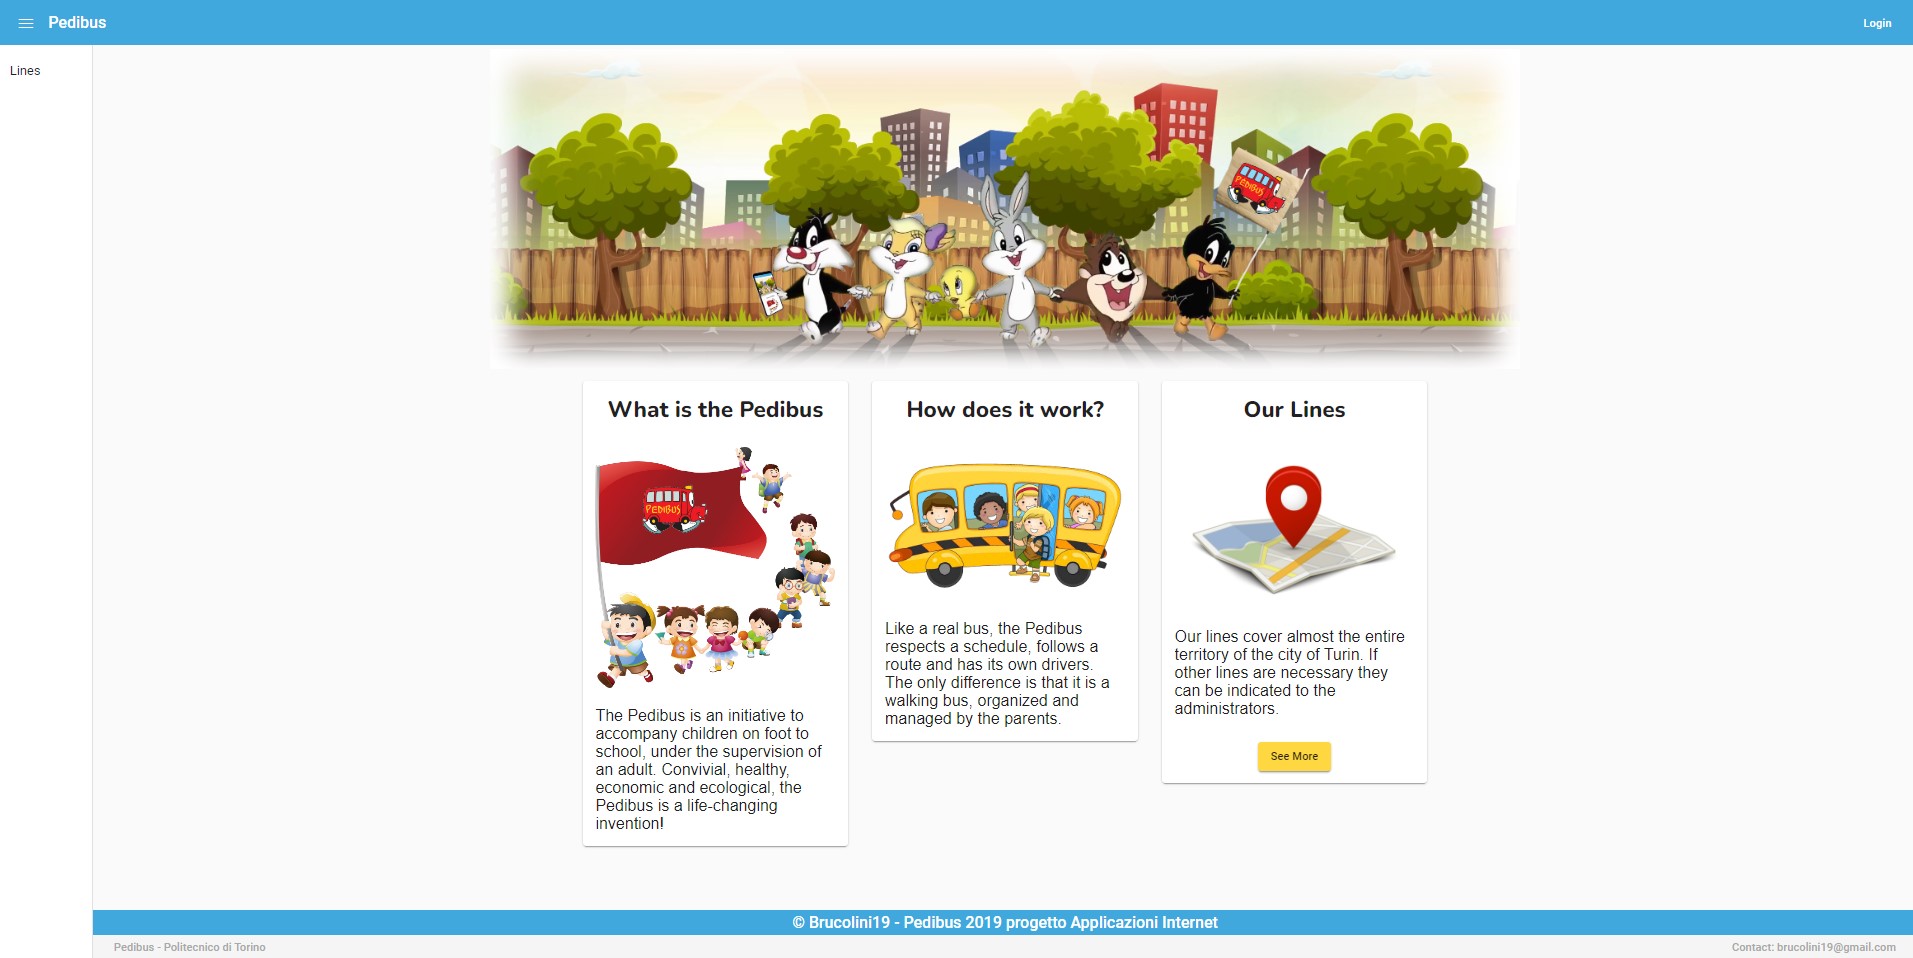 Pedibus
Login
Lines
PEDIBUS
What is the Pedibus
PEDIBUS
The Pedibus is an initiative to
accompany children on foot to
school, under the supervision of
an adult. Convivial, healthy,
economic and ecological, the
Pedibus is a life-changing
invention!
How does it work?
Like a real bus, the Pedibus
respects a schedule, follows a
route and has its own drivers.
The only difference is that it is a
walking bus, organized and
managed by the parents.
Our Lines
Our lines cover almost the entire
territory of the city of Turin. If
other lines are necessary they
can be indicated to the
administrators.
See More
© Brucolini19 - Pedibus 2019 progetto Applicazioni Internet
Pedibus - Politecnico di Torino
Contact: brucolini19@gmail.com